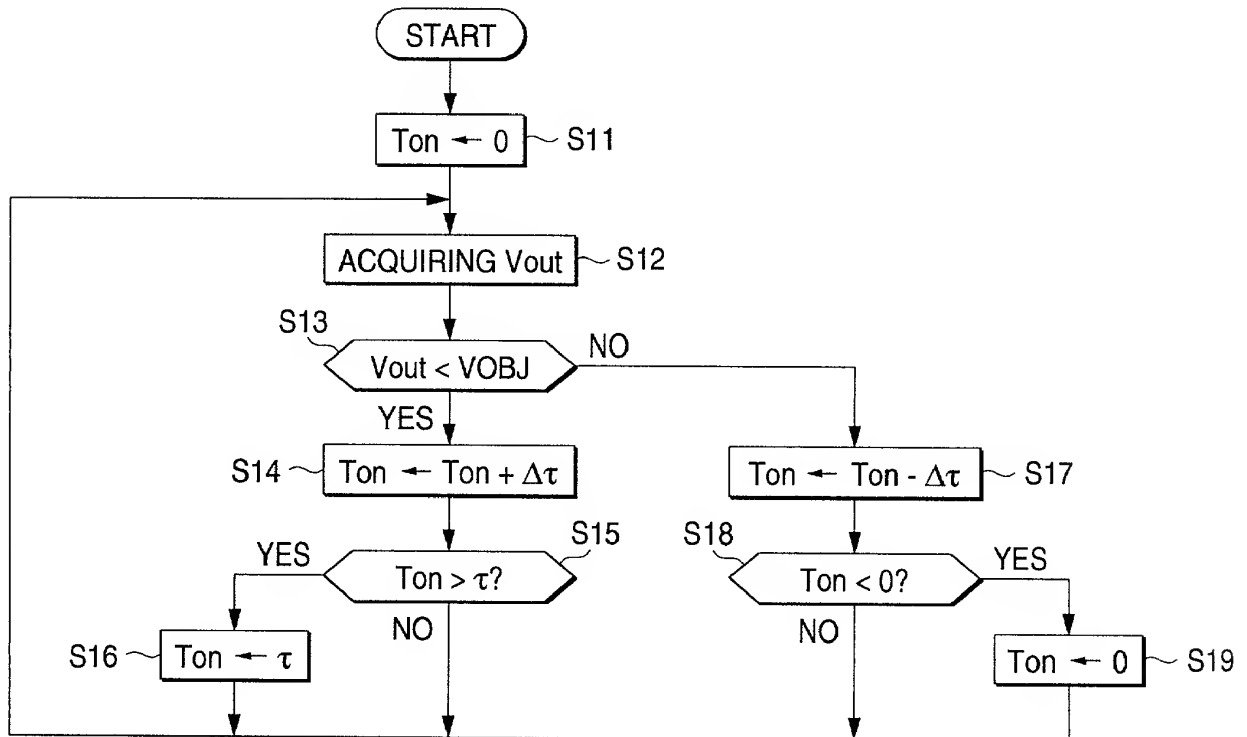 START
Ton ← 0
S11
ACQUIRING Vout
S12
S13
Vout < VOBJ
NO
YES
S14
Ton ← Ton + Δτ
Ton ← Ton - Δτ
S17
S15
YES
Ton > τ?
NO
S18
Ton < 0?
YES
NO
S16
Ton ← τ
Ton ← 0
S19